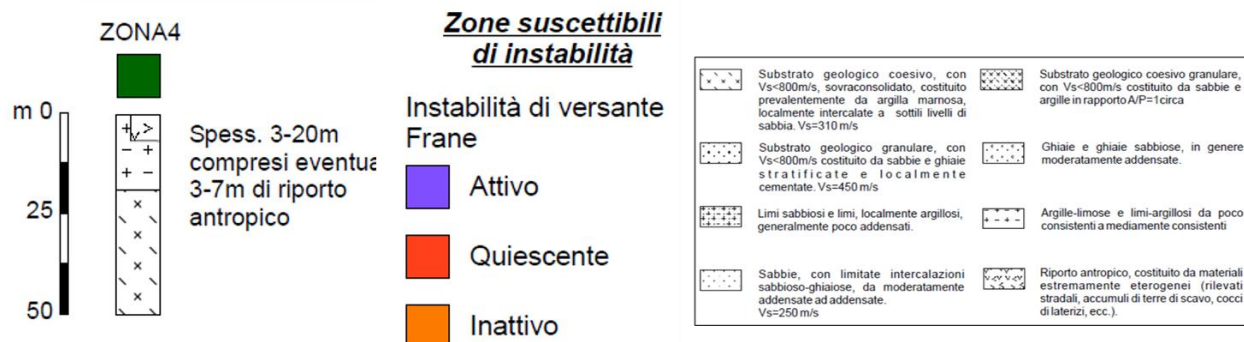 ZONA4
m 0
25
50
Spess. 3-20m
compresi eventua
3-7m di riporto
antropico
Zone suscettibili
di instabilità
Instabilità di versante
Frane
Attivo
Quiescente
Inattivo
Substrato geologico coesivo, con
Vs<800m/s, sovraconsolidato, costituito
prevalentemente da argilla marnosa,
localmente intercalate a sottili livelli di
sabbia. Vs=310 m/s
Substrato geologico granulare, con
Vs<800m/s costituito da sabbie e ghiaie
stratificate e localmente
cementate. Vs=450 m/s
Limi sabbiosi e limi, localmente argillosi,
generalmente poco addensati.
Sabbie, con limitate intercalazioni
sabbioso-ghiaiose, da moderatamente
addensate ad addensate.
Vs=250 m/s
Substrato geologico coesivo granulare,
con Vs<800m/s costituito da sabbie e
argille in rapporto A/P=1circa
Ghiaie e ghiaie sabbiose, in genere
moderatamente addensate.
Argille-limose e limi-argillosi da poco
consistenti a mediamente consistenti
Riporto antropico, costituito da materiali
estremamente eterogenei (rilevati
stradali, accumuli di terre di scavo, cocci
di laterizi, ecc.).